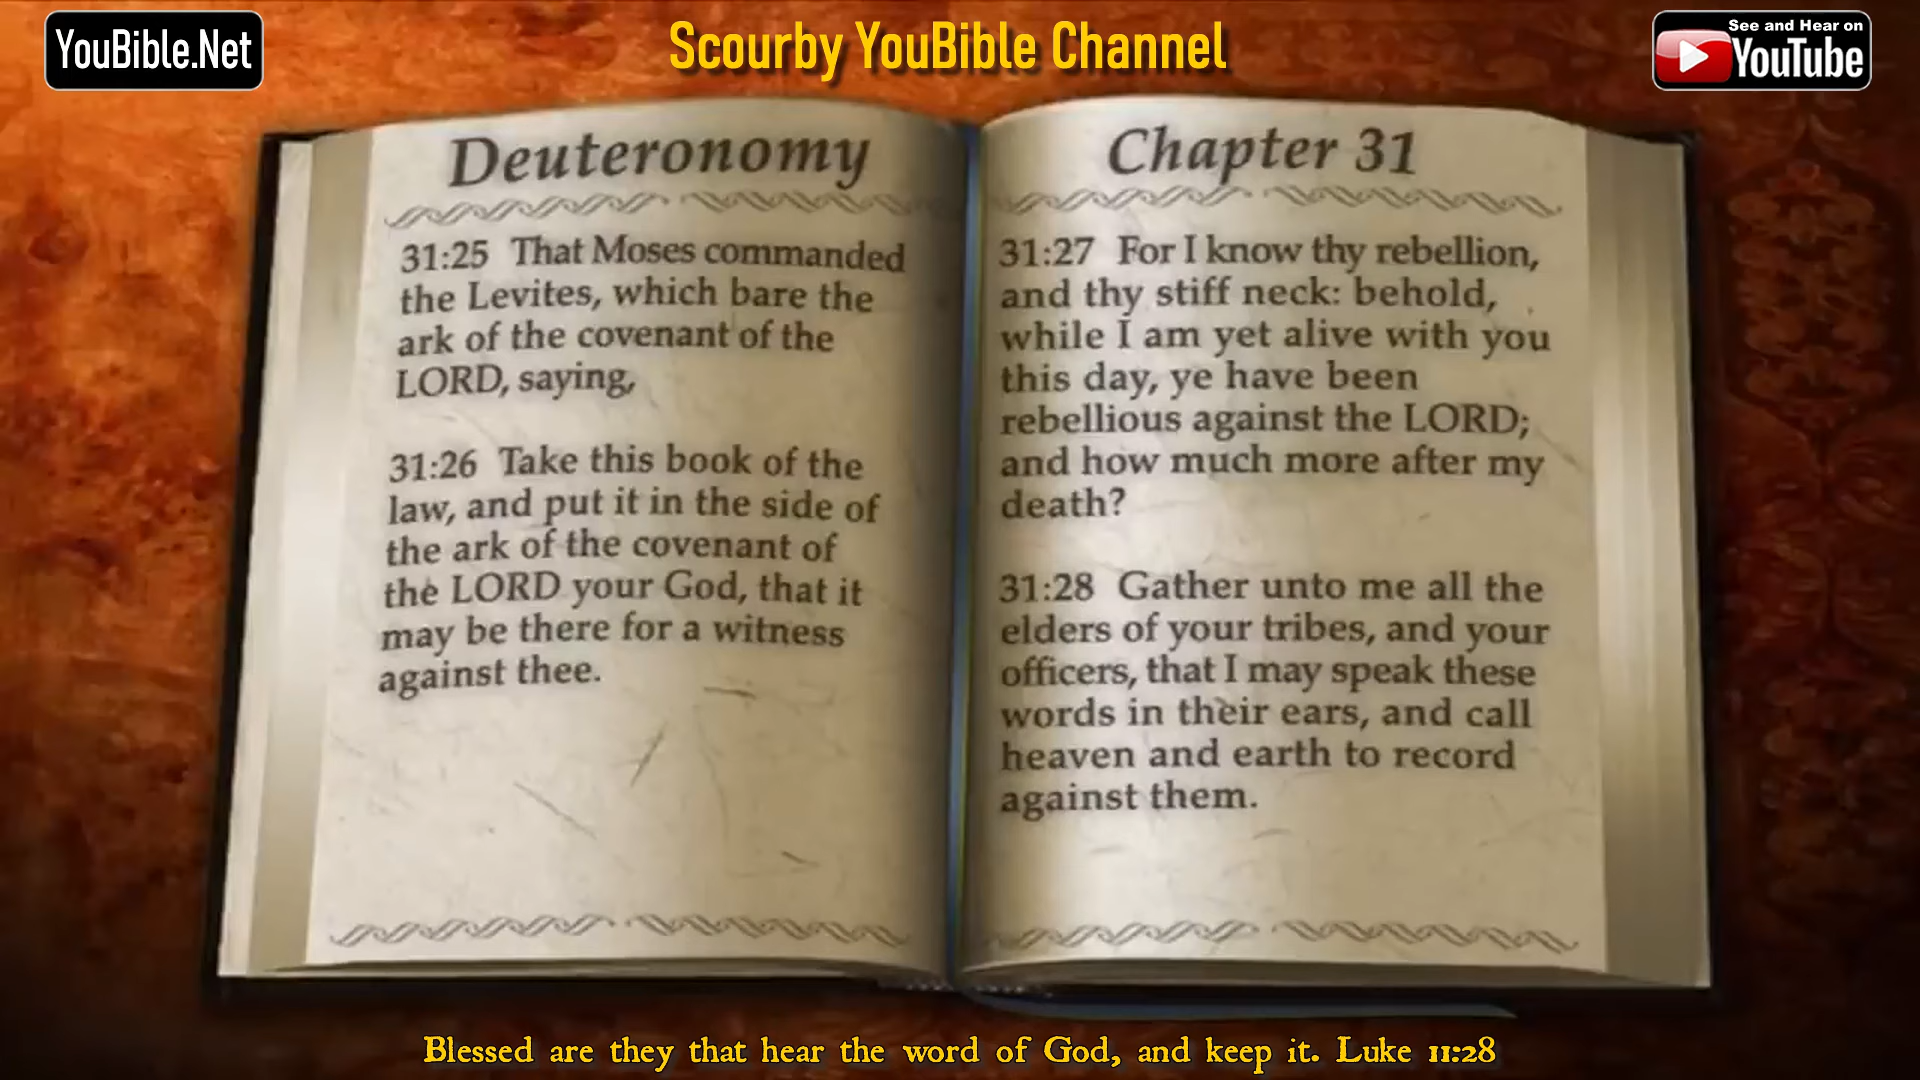 YouBible.Net
Scourby YouBible Channel
See and Hear on
YouTube
Deuteronomy
31:25 That Moses commanded
the Levites, which bare the
ark of the covenant of the
LORD, saying,
31:26 Take this book of the
law, and put it in the side of
the ark of the covenant of
the LORD your God, that it
may be there for a witness
against thee.
Chapter 31
31:27 For I know thy rebellion,
and thy stiff neck: behold,
while I am yet alive with you
this day, ye have been
rebellious against the LORD;
and how much more after my
death?
31:28 Gather unto me all the
elders of your tribes, and your
officers, that I may speak these
words in their ears, and call
heaven and earth to record
against them.
Blessed are they that hear the word of God, and keep it. Luke 11:28